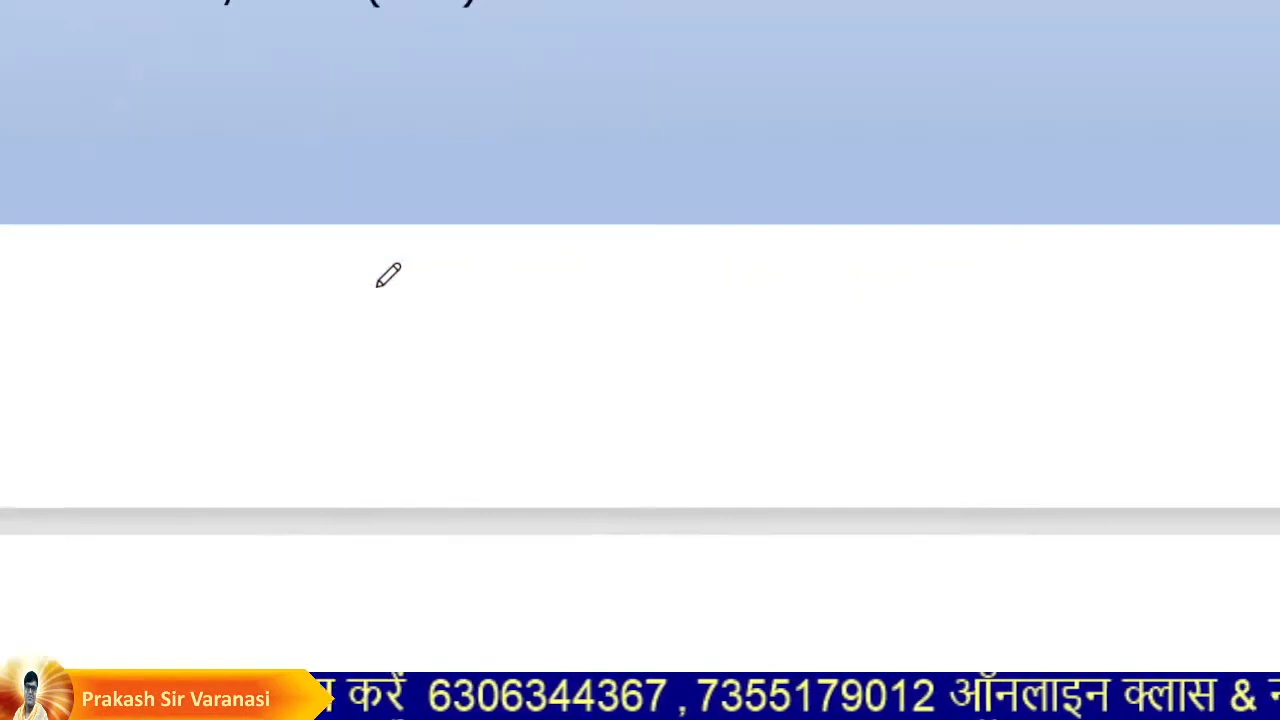 Prakash Sir Varanasi
करें 6306344367 , 7355179012 ऑनलाइन क्लास &